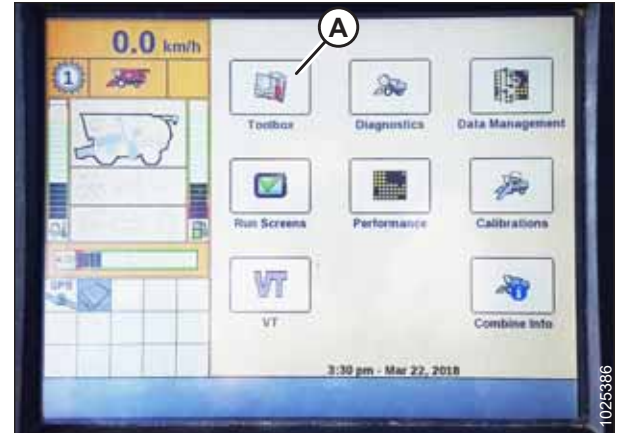 A
0.0 km/h
1
Toolbox
Diagnostics
Data Management
Run Screens
Performance
Calibrations
GPS
VT
VT
Combine Info
3:30 pm - Mar 22, 2018
1025386